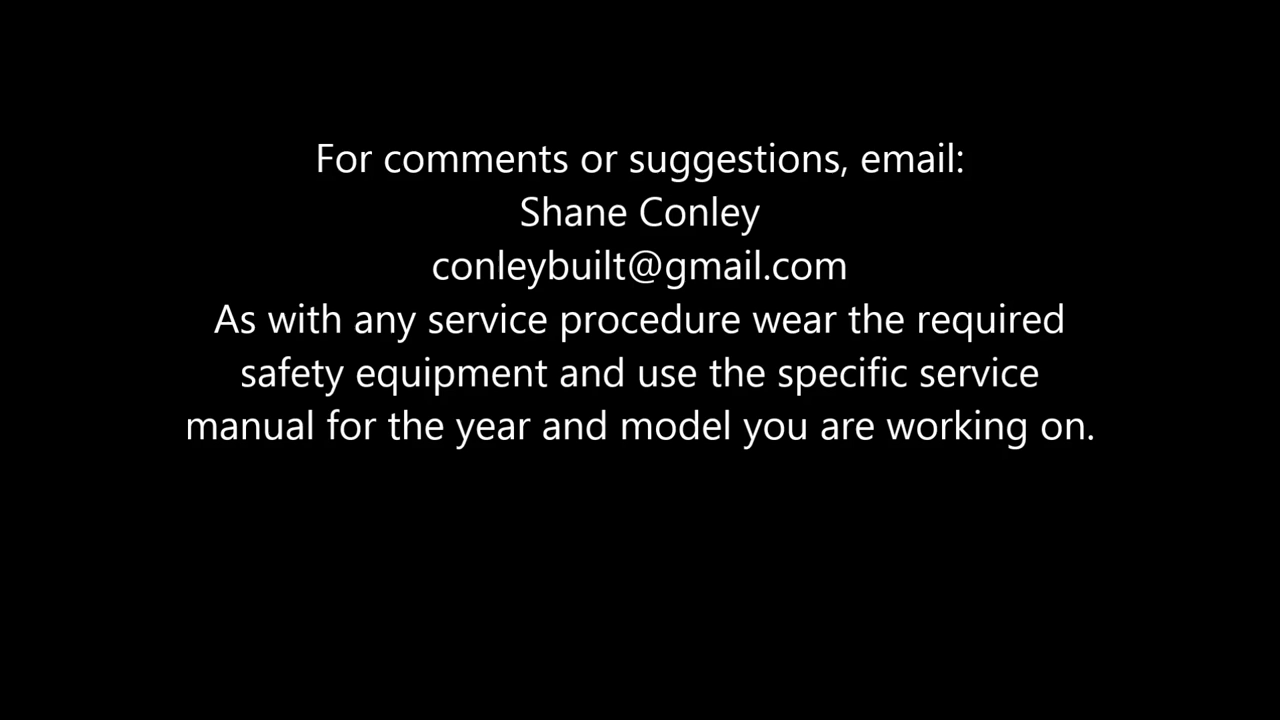 For comments or suggestions, email:
Shane Conley
conleybuilt@gmail.com
As with any service procedure wear the required
safety equipment and use the specific service
manual for the year and model you are working on.